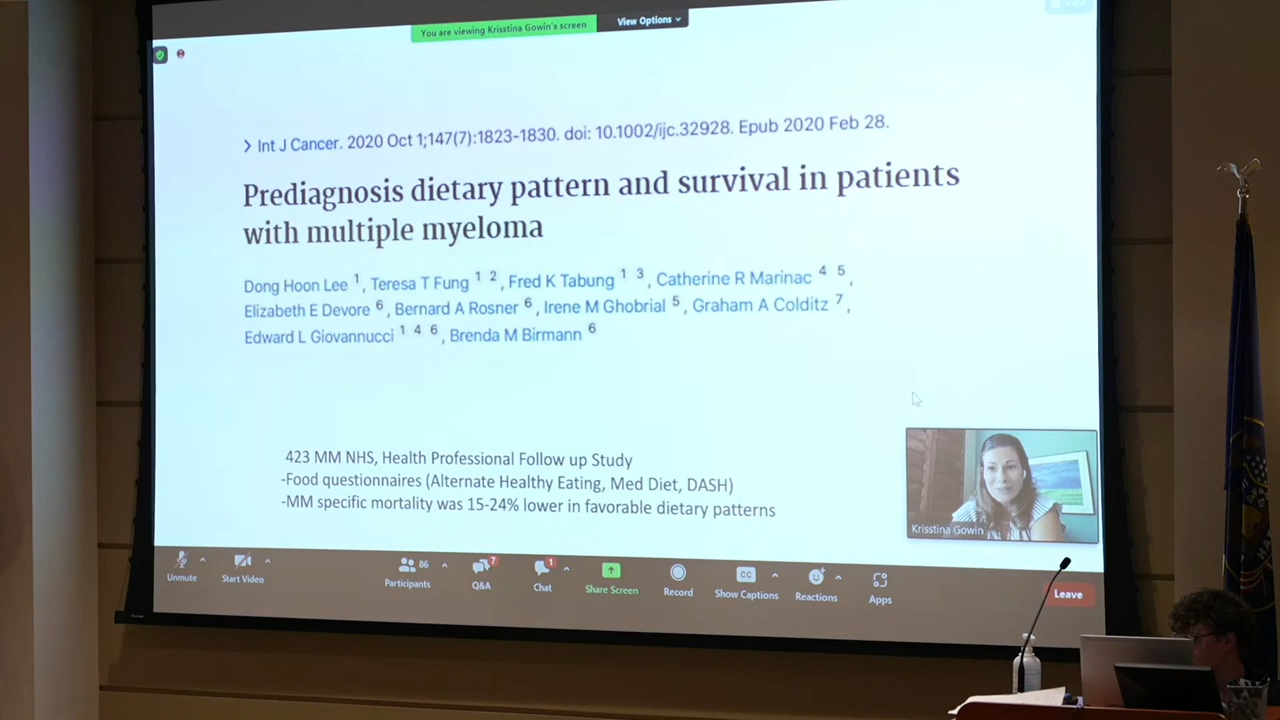 You are viewing Krisstina Gowin's screen
View Options
View
> Int J Cancer. 2020 Oct 1;147(7):1823-1830. doi: 10.1002/ijc.32928. Epub 2020 Feb 28.
Prediagnosis dietary pattern and survival in patients
with multiple myeloma
Dong Hoon Lee 1, Teresa T Fung 1 2, Fred K Tabung 1 3, Catherine R Marinac 4 5,
Elizabeth E Devore 6, Bernard A Rosner 6, Irene M Ghobrial 5, Graham A Colditz 7,
Edward L Giovannucci 1 4 6, Brenda M Birmann 6
423 MM NHS, Health Professional Follow up Study
-Food questionnaires (Alternate Healthy Eating, Med Diet, DASH)
-MM specific mortality was 15-24% lower in favorable dietary patterns
Krisstina Gowin
Unmute
Start Video
86
Participants
7
Q&A
1
Chat
Share Screen
Record
CC
Show Captions
Reactions
Apps
Leave